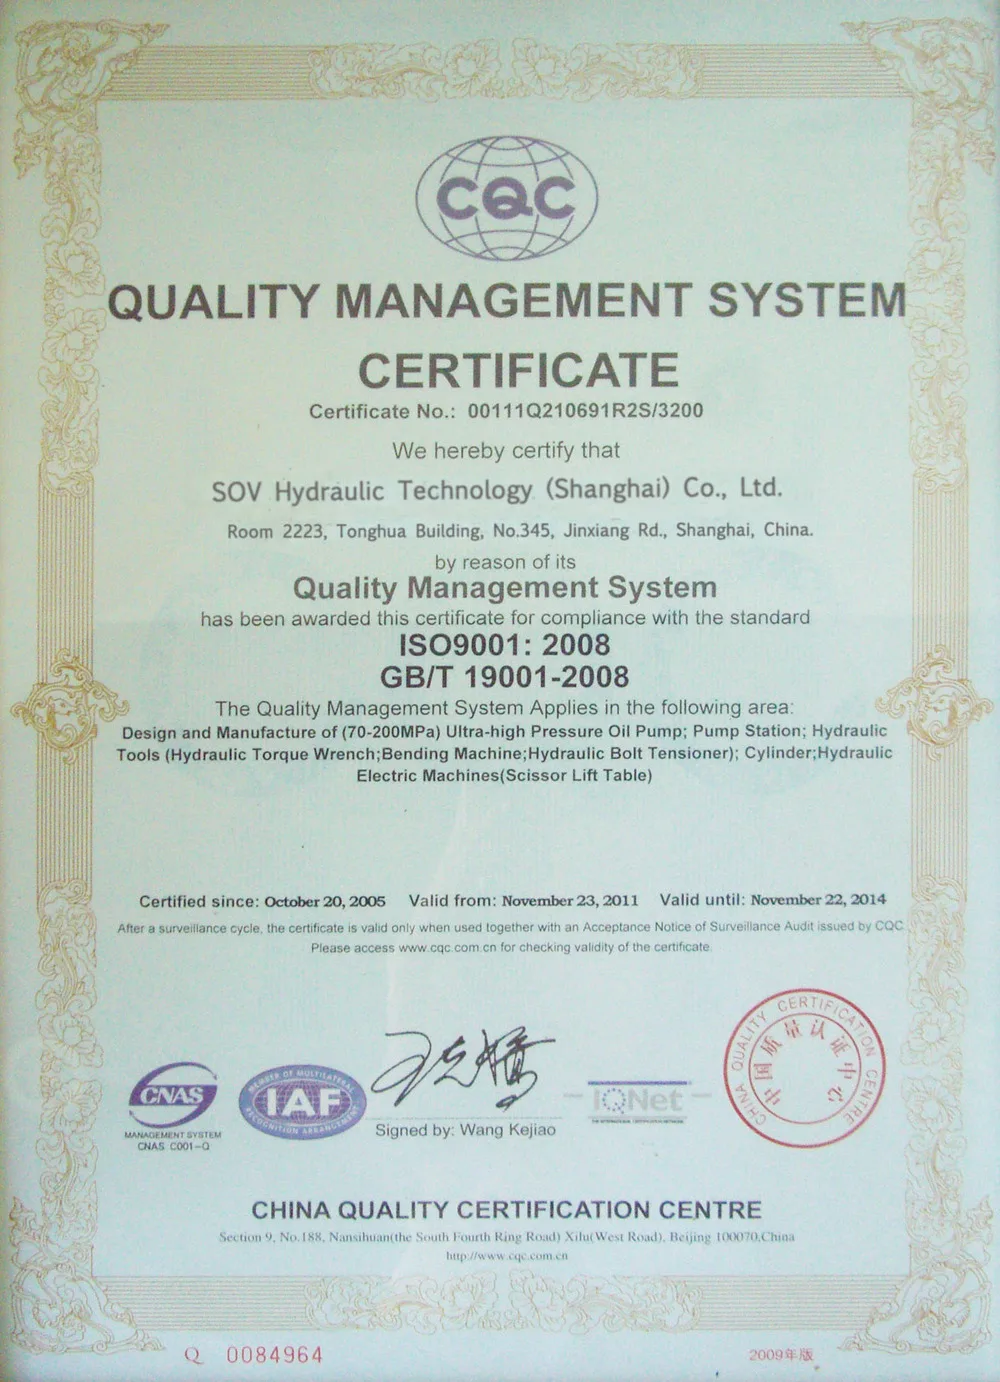 CQC
QUALITY MANAGEMENT SYSTEM
CERTIFICATE
Certificate No.: 00111Q210691R2S/3200
We hereby certify that
SOV Hydraulic Technology (Shanghai) Co., Ltd.
Room 2223, Tonghua Building, No.345, Jinxiang Rd., Shanghai, China.
by reason of its
Quality Management System
has been awarded this certificate for compliance with the standard
ISO9001: 2008
GB/T 19001-2008
The Quality Management System Applies in the following area:
Design and Manufacture of (70-200MPa) Ultra-high Pressure Oil Pump; Pump Station; Hydraulic
Tools (Hydraulic Torque Wrench;Bending Machine;Hydraulic Bolt Tensioner); Cylinder;Hydraulic
Electric Machines(Scissor Lift Table)
Certified since: October 20, 2005 Valid from: November 23, 2011 Valid until: November 22, 2014
After a surveillance cycle, the certificate is valid only when used together with an Acceptance Notice of Surveillance Audit issued by CQC
Please access www.cqc.com.cn for checking validity of the certificate.
CNAS
MANAGEMENT SYSTEM
CNAS C001-Q
MEMBER OF MULTILATERAL
IAF
RECOGNITION ARRANGEMENT
Signed by: Wang Kejiao
IQNet
CHINA QUALITY CERTIFICATION CENTRE
中国质量认证中心
CHINA QUALITY CERTIFICATION CENTRE
Section 9, No.188, Nansihuan(the South Fourth Ring Road) Xilu(West Road), Beijing 100070,China
http://www.cqc.com.cn
Q 0084964
2009年版